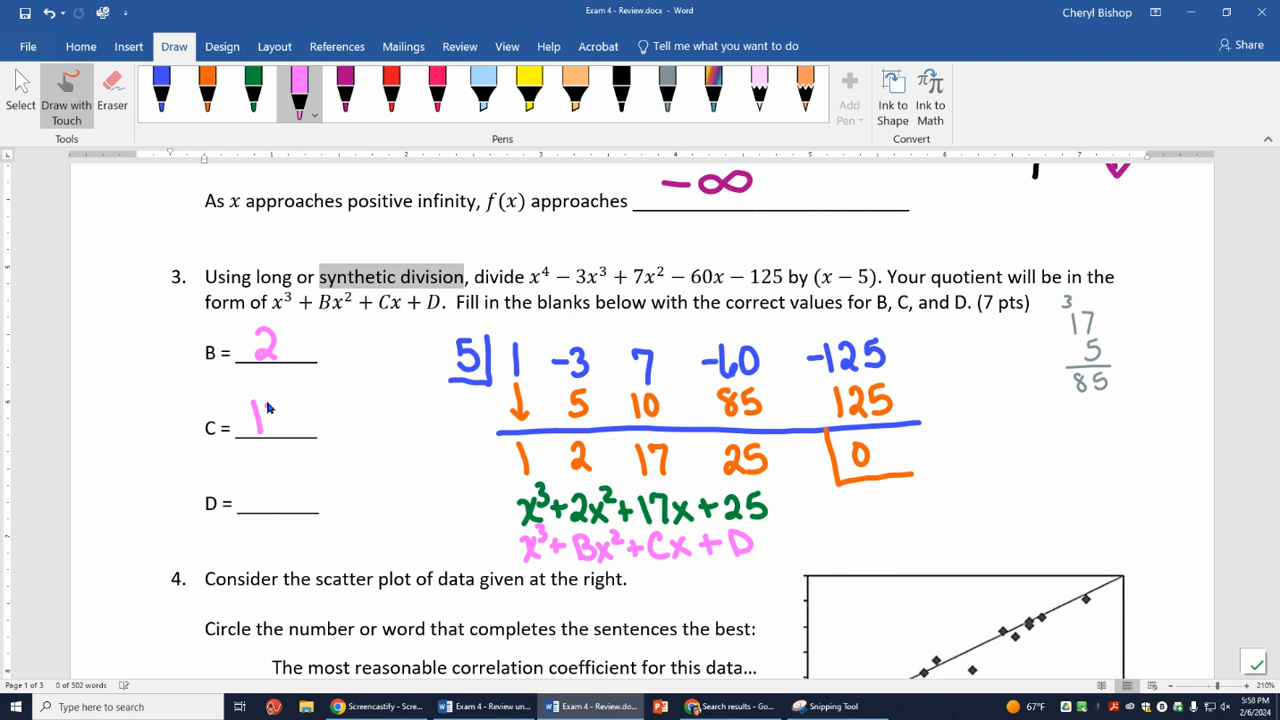 Exam 4 - Review.docx - Word
Cheryl Bishop
File Home Insert Draw Design Layout References Mailings Review View Help Acrobat Tell me what you want to do Share
Select Draw with Touch Eraser Add Pen Ink to Shape Ink to Math
Tools Pens Convert
1 2 3 4 5 6 7
− ∞
As x approaches positive infinity, f(x) approaches ____________
3. Using long or synthetic division, divide x⁴ − 3x³ + 7x² − 60x − 125 by (x − 5). Your quotient will be in the
form of x³ + Bx² + Cx + D. Fill in the blanks below with the correct values for B, C, and D. (7 pts)
3
17
5
85
B = 2
5 1 -3 7 -60 -125
5 10 85 125
C = 1
1 2 17 25 0
D = ________
x³+2x²+17x+25
x³+Bx²+Cx+D
4. Consider the scatter plot of data given at the right.
Circle the number or word that completes the sentences the best:
The most reasonable correlation coefficient for this data...
Page 1 of 3 0 of 502 words 210%
Type here to search Screencastify - Scre... Exam 4 - Review un... Exam 4 - Review.do... Search results - Go... Snipping Tool 67°F 5:58 PM
2/6/2024